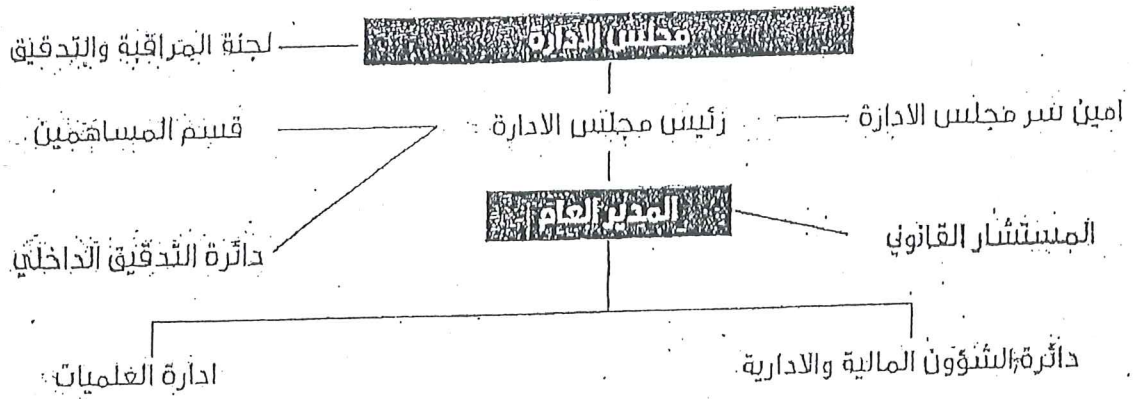 مجلس الادارة
لجنة المراقبة والتدقيق
امين سر مجلس الادارة
رئيس مجلس الادارة
قسم المساهمين
المدير العام
المستشار القانوني
دائرة التدقيق الداخلي
دائرة الشؤون المالية والادارية
ادارة العلميات